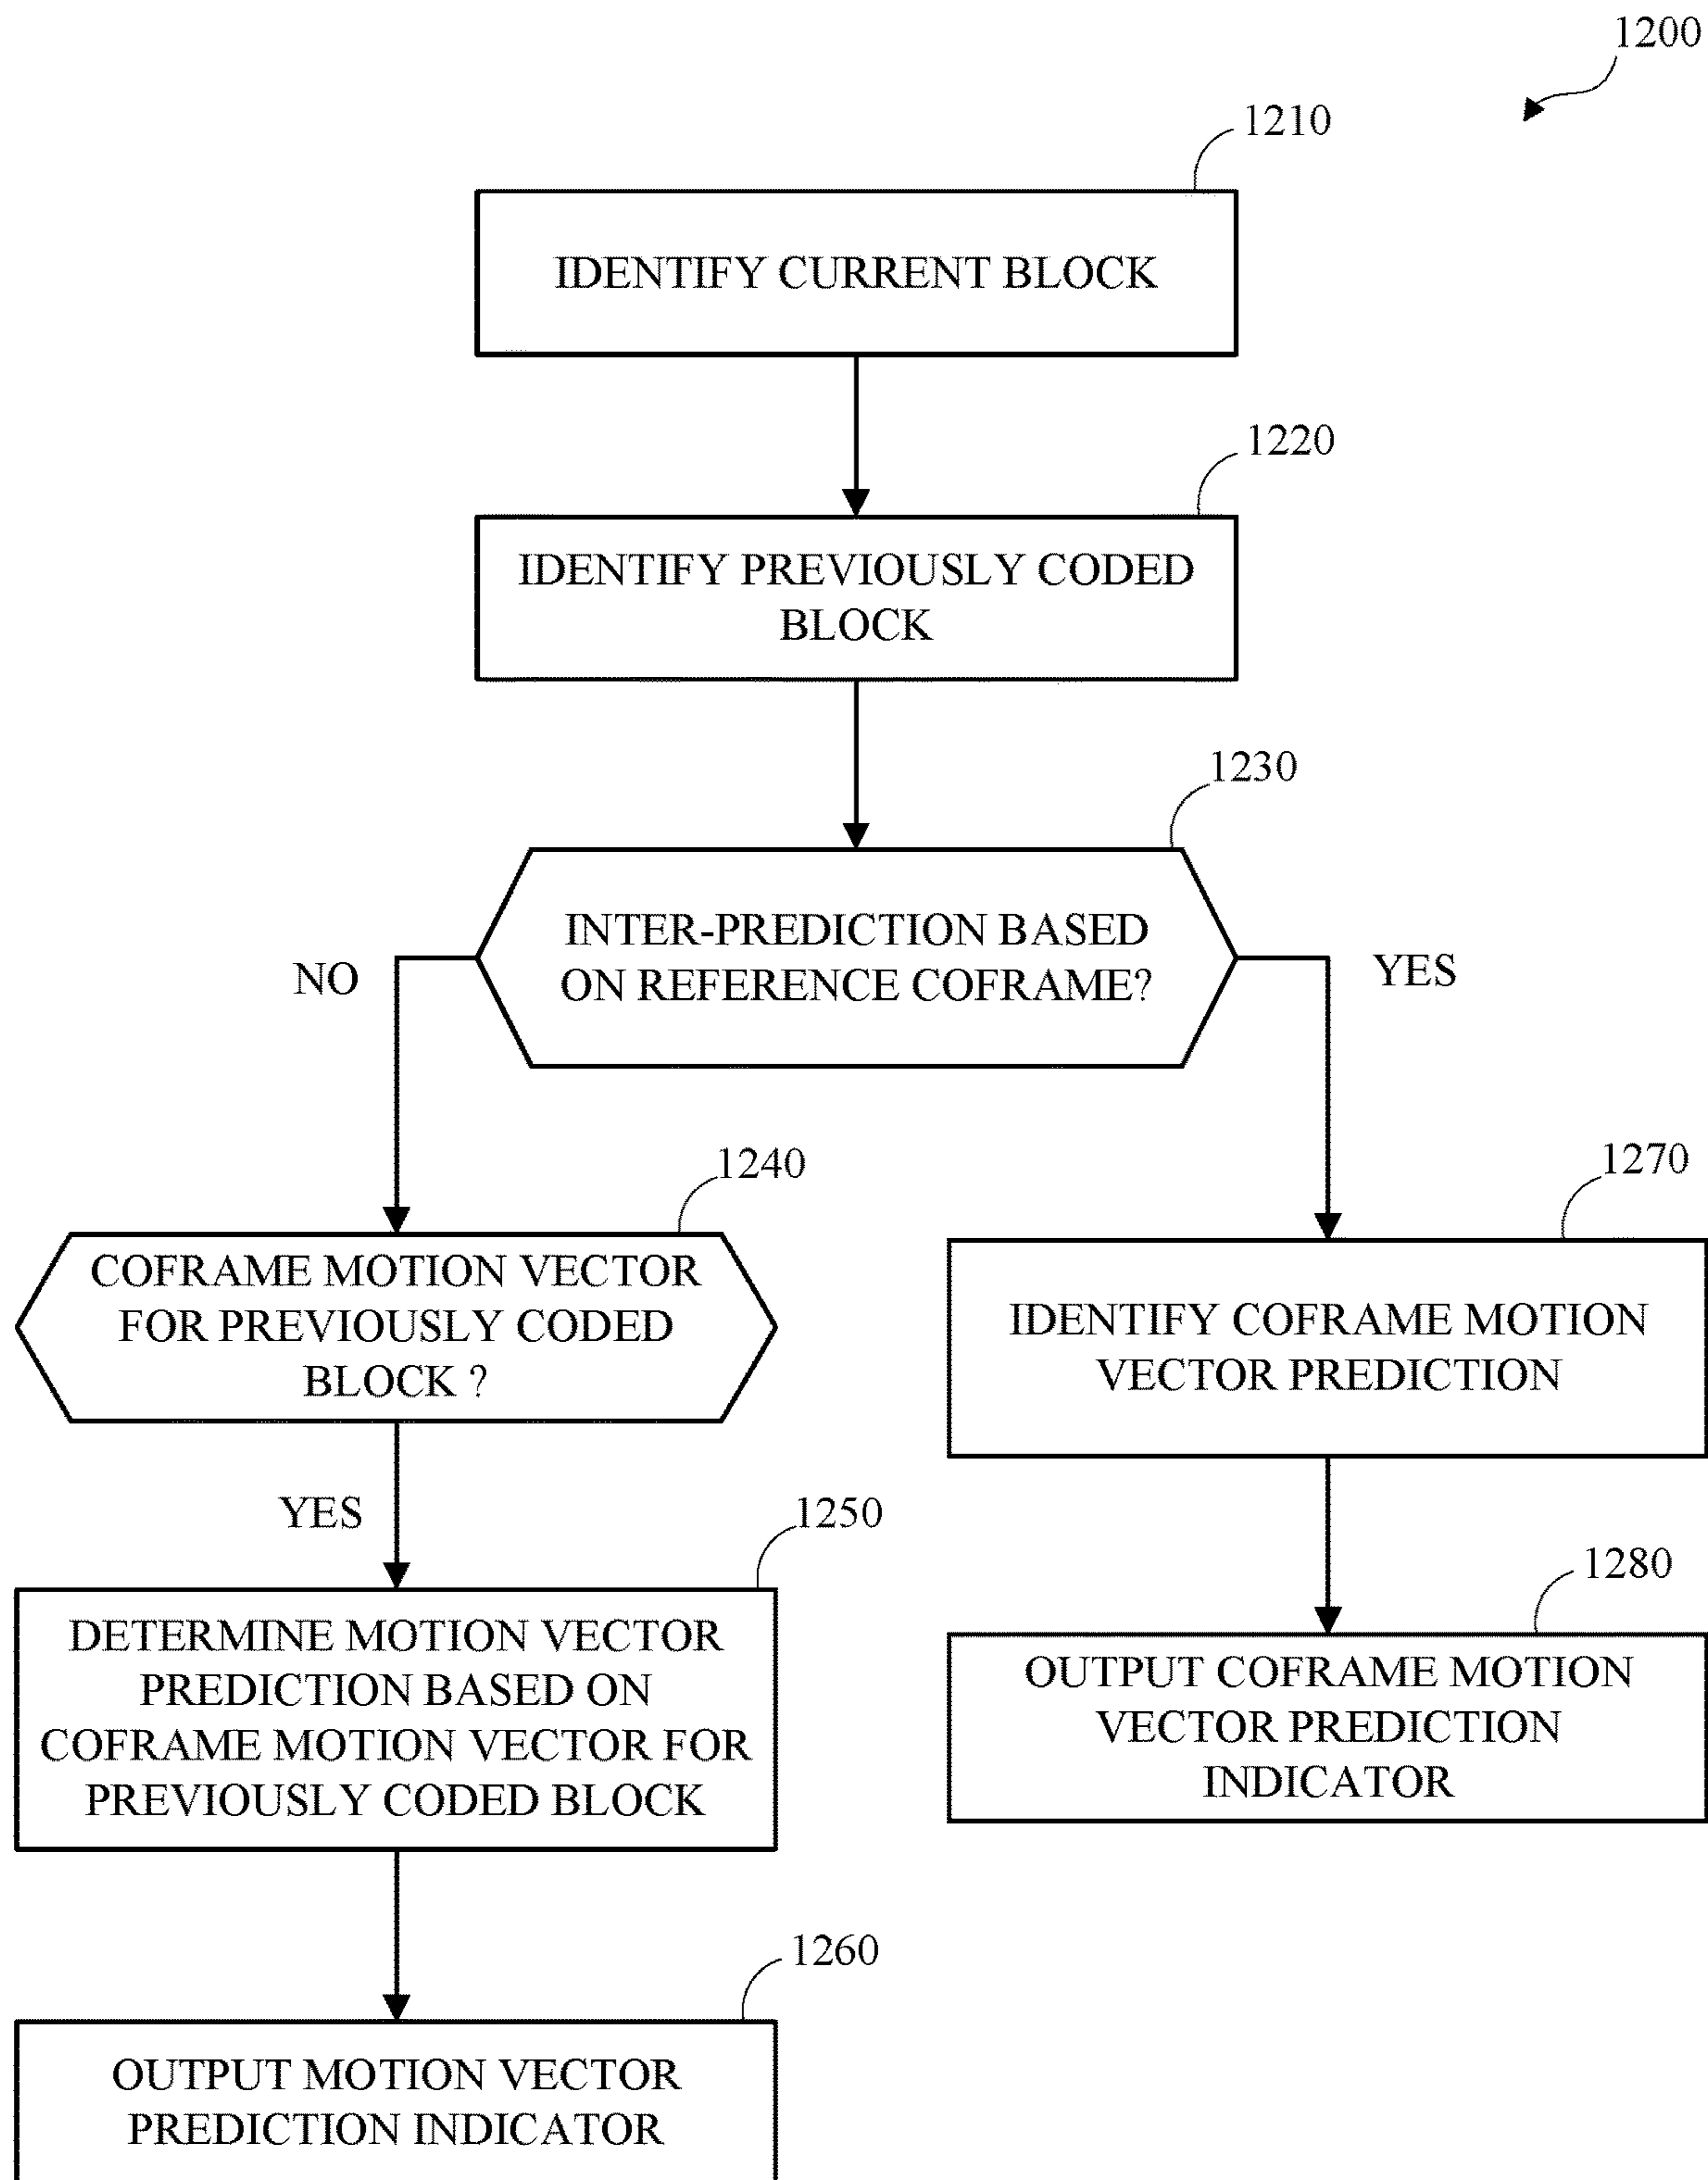 1200
1210
IDENTIFY CURRENT BLOCK
1220
IDENTIFY PREVIOUSLY CODED
BLOCK
1230
INTER-PREDICTION BASED
ON REFERENCE COFRAME?
NO
YES
1240
COFRAME MOTION VECTOR
FOR PREVIOUSLY CODED
BLOCK ?
YES
1250
DETERMINE MOTION VECTOR
PREDICTION BASED ON
COFRAME MOTION VECTOR FOR
PREVIOUSLY CODED BLOCK
1260
OUTPUT MOTION VECTOR
PREDICTION INDICATOR
1270
IDENTIFY COFRAME MOTION
VECTOR PREDICTION
1280
OUTPUT COFRAME MOTION
VECTOR PREDICTION
INDICATOR